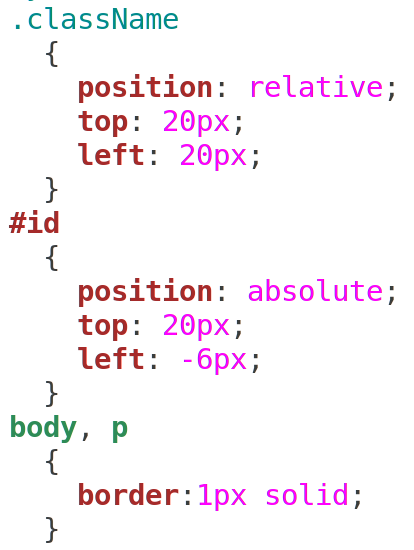 .className
  {
    position: relative;
    top: 20px;
    left: 20px;
  }
#id
  {
    position: absolute;
    top: 20px;
    left: -6px;
  }
body, p
  {
    border:1px solid;
  }